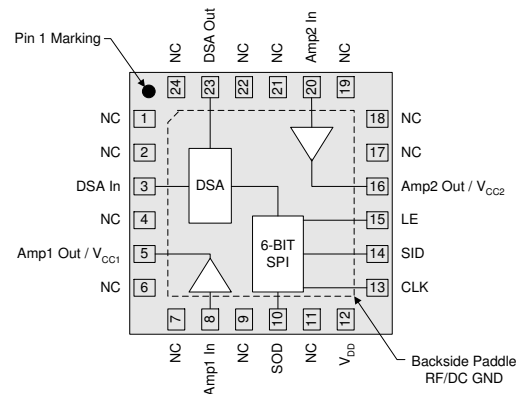 Pin 1 Marking
NC
DSA Out
NC
NC
Amp2 In
NC
24
23
22
21
20
19
NC
1
18
NC
NC
2
17
NC
DSA In
3
DSA
16
Amp2 Out / VCC2
NC
4
15
LE
6-BIT
SPI
Amp1 Out / VCC1
5
14
SID
NC
6
13
CLK
7
8
9
10
11
12
NC
Amp1 In
NC
SOD
NC
VDD
Backside Paddle
RF/DC GND